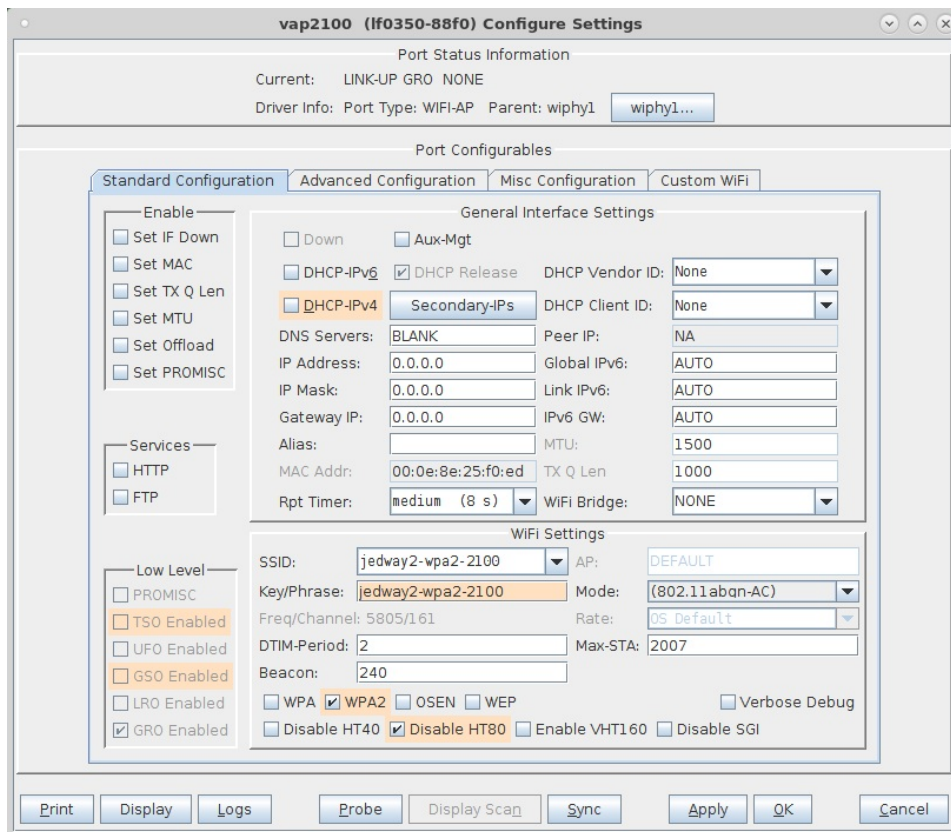 vap2100 (lf0350-88f0) Configure Settings
Port Status Information
Current: LINK-UP GRO NONE
Driver Info: Port Type: WIFI-AP Parent: wiphy1 wiphy1...
Port Configurables
Standard Configuration Advanced Configuration Misc Configuration Custom WiFi
Enable
Set IF Down
Set MAC
Set TX Q Len
Set MTU
Set Offload
Set PROMISC
Services
HTTP
FTP
Low Level
PROMISC
TSO Enabled
UFO Enabled
GSO Enabled
LRO Enabled
GRO Enabled
General Interface Settings
Down Aux-Mgt
DHCP-IPv6 DHCP Release DHCP Vendor ID: None
DHCP-IPv4 Secondary-IPs DHCP Client ID: None
DNS Servers: BLANK Peer IP: NA
IP Address: 0.0.0.0 Global IPv6: AUTO
IP Mask: 0.0.0.0 Link IPv6: AUTO
Gateway IP: 0.0.0.0 IPv6 GW: AUTO
Alias: MTU: 1500
MAC Addr: 00:0e:8e:25:f0:ed TX Q Len 1000
Rpt Timer: medium (8 s) WiFi Bridge: NONE
WiFi Settings
SSID: jedway2-wpa2-2100 AP: DEFAULT
Key/Phrase: jedway2-wpa2-2100 Mode: (802.11abgn-AC)
Freq/Channel: 5805/161 Rate: OS Default
DTIM-Period: 2 Max-STA: 2007
Beacon: 240
WPA WPA2 OSEN WEP Verbose Debug
Disable HT40 Disable HT80 Enable VHT160 Disable SGI
Print Display Logs Probe Display Scan Sync Apply OK Cancel